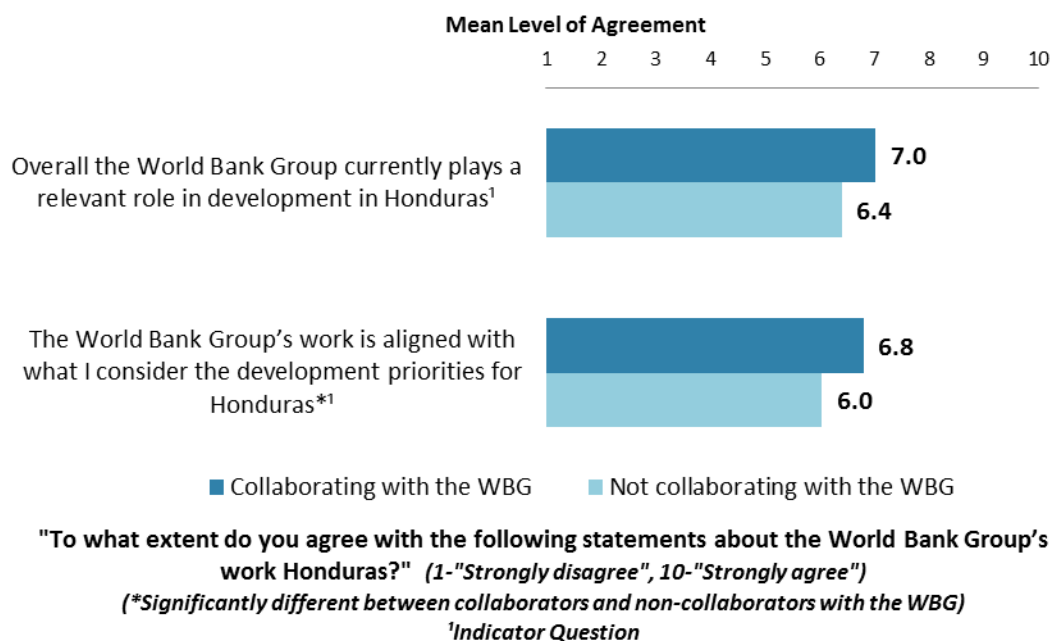 Mean Level of Agreement
1 2 3 4 5 6 7 8 9 10
Overall the World Bank Group currently plays a
relevant role in development in Honduras¹
7.0
6.4
The World Bank Group’s work is aligned with
what I consider the development priorities for
Honduras*¹
6.8
6.0
Collaborating with the WBG Not collaborating with the WBG
"To what extent do you agree with the following statements about the World Bank Group’s
work Honduras?" (1-"Strongly disagree", 10-"Strongly agree")
(*Significantly different between collaborators and non-collaborators with the WBG)
¹Indicator Question